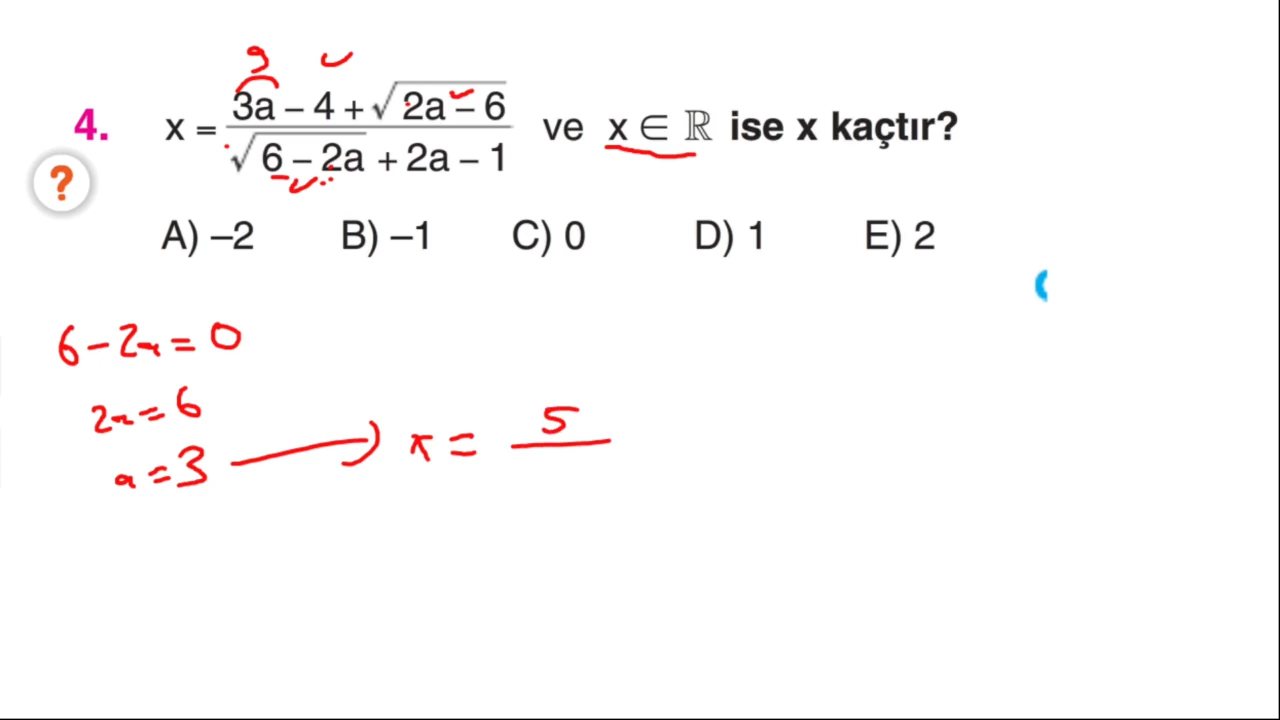 9
4. x = 3a – 4 + √2a – 6 / √6 – 2a + 2a – 1 ve x ∈ ℝ ise x kaçtır?
?
A) –2 B) –1 C) 0 D) 1 E) 2
6 – 2a = 0
2a = 6
a = 3 x = 5